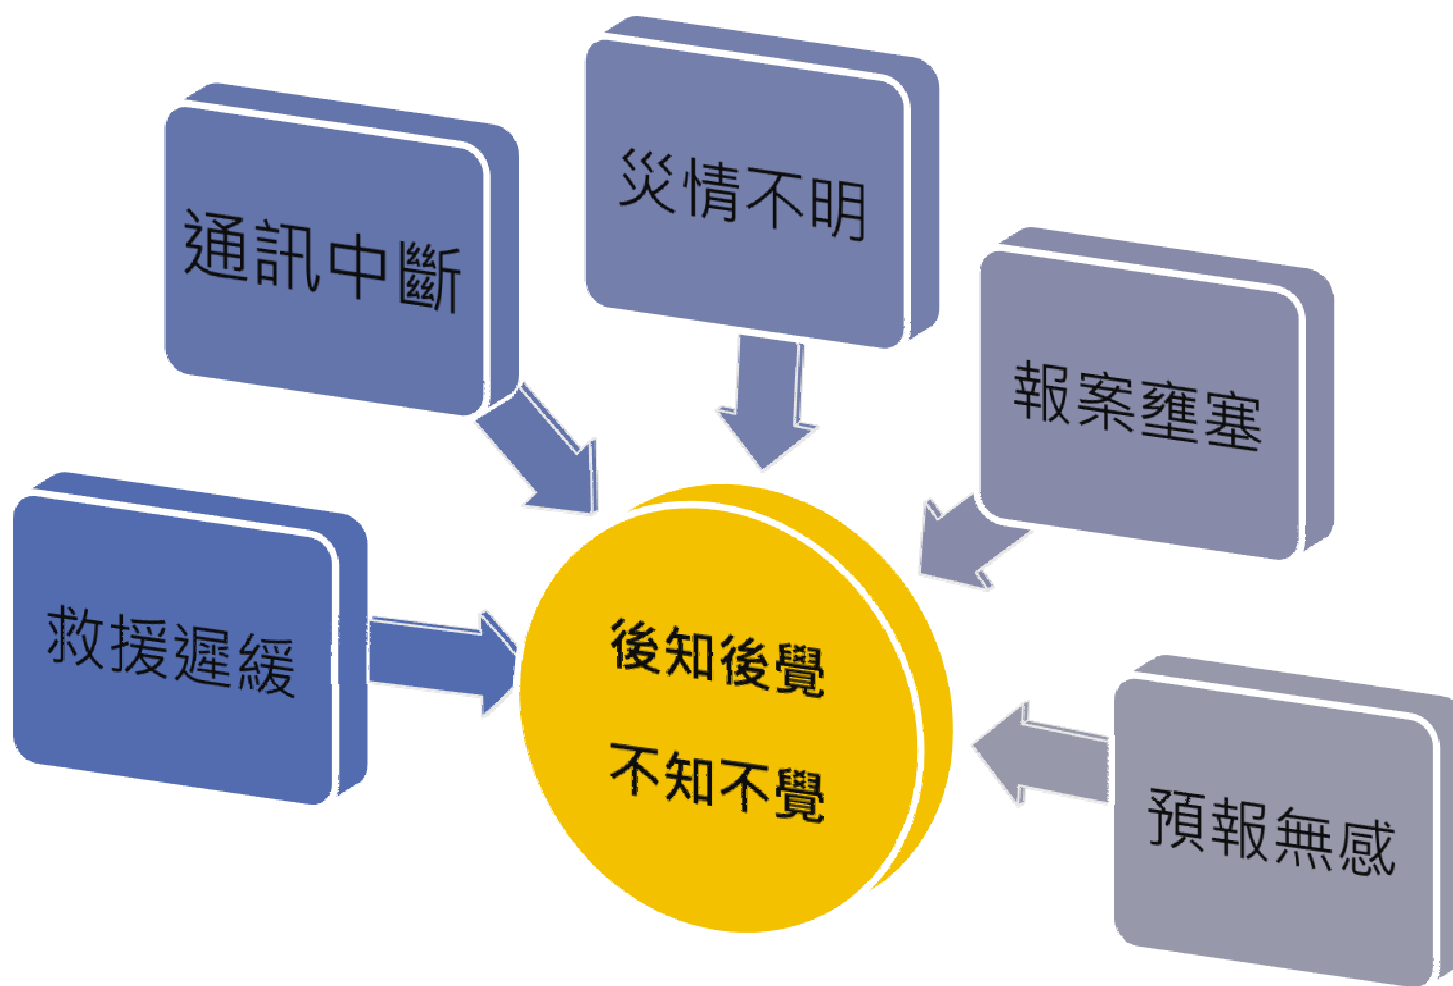 災情不明
通訊中斷
報案壅塞
救援遲緩
後知後覺
不知不覺
預報無感